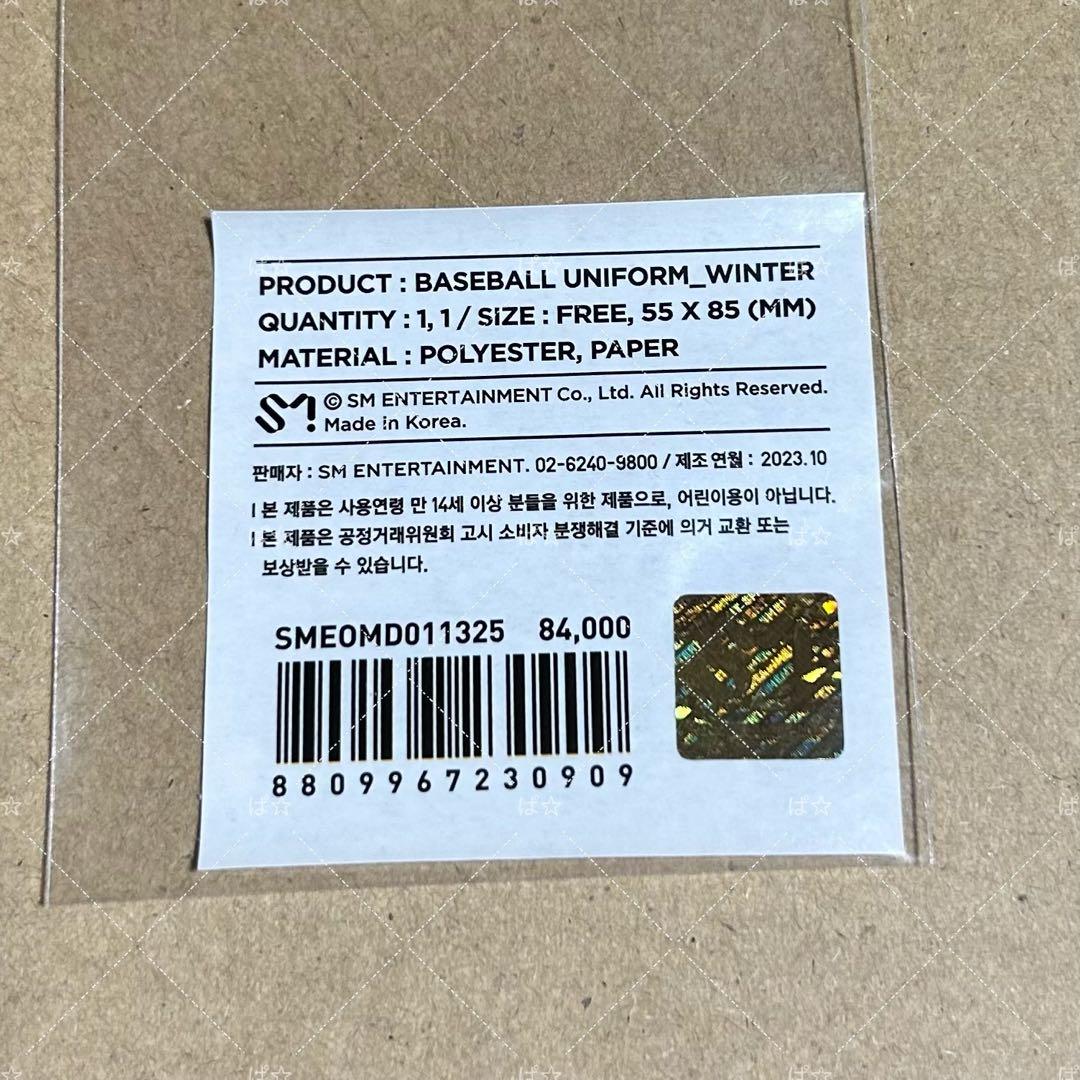 PRODUCT : BASEBALL UNIFORM_WINTER
QUANTITY : 1, 1 / SIZE : FREE, 55 X 85 (MM)
MATERIAL : POLYESTER, PAPER
SM
© SM ENTERTAINMENT Co., Ltd. All Rights Reserved.
Made in Korea.
판매자 : SM ENTERTAINMENT. 02-6240-9800 / 제조연월 : 2023.10
l 본 제품은 사용연령 만 14세 이상 분들을 위한 제품으로, 어린이용이 아닙니다.
l 본 제품은 공정거래위원회 고시 소비자 분쟁해결 기준에 의거 교환 또는
보상받을 수 있습니다.
SMEOMD011325 84,000
8809967230909
ぱ☆